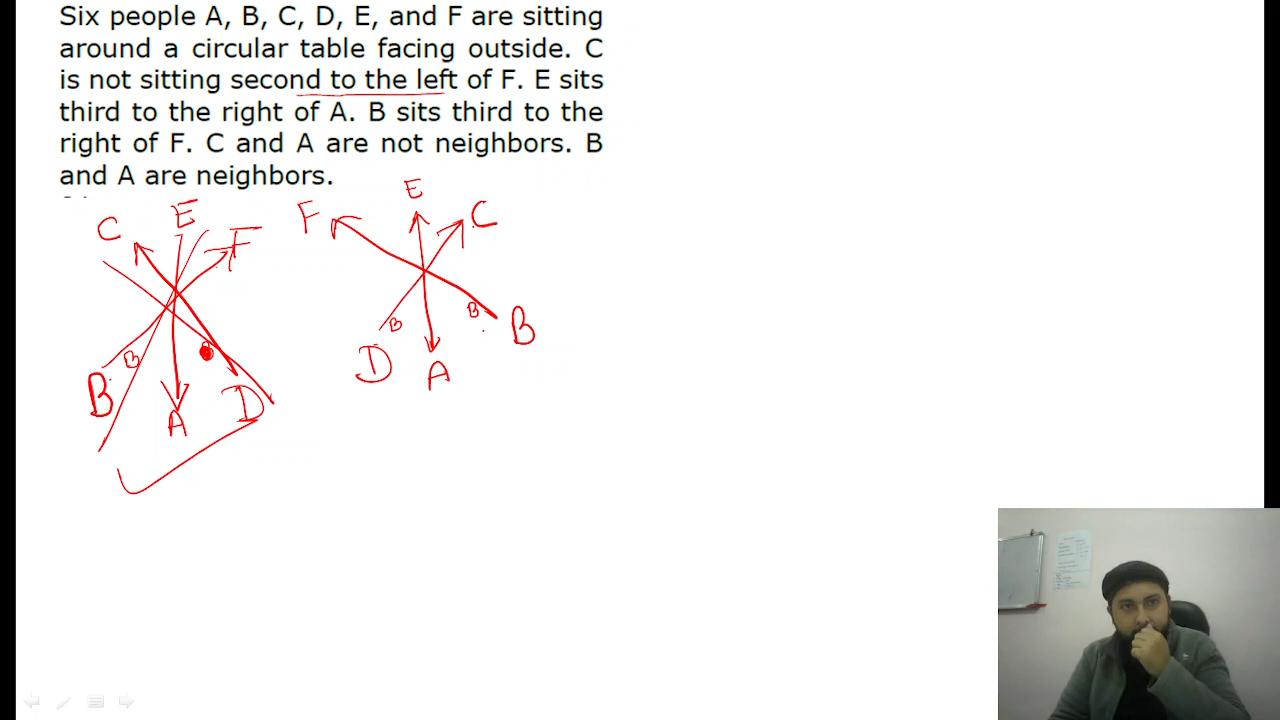 Six people A, B, C, D, E, and F are sitting
around a circular table facing outside. C
is not sitting second to the left of F. E sits
third to the right of A. B sits third to the
right of F. C and A are not neighbors. B
and A are neighbors.
C E F
B B D
A
E
F C
B B
D A B